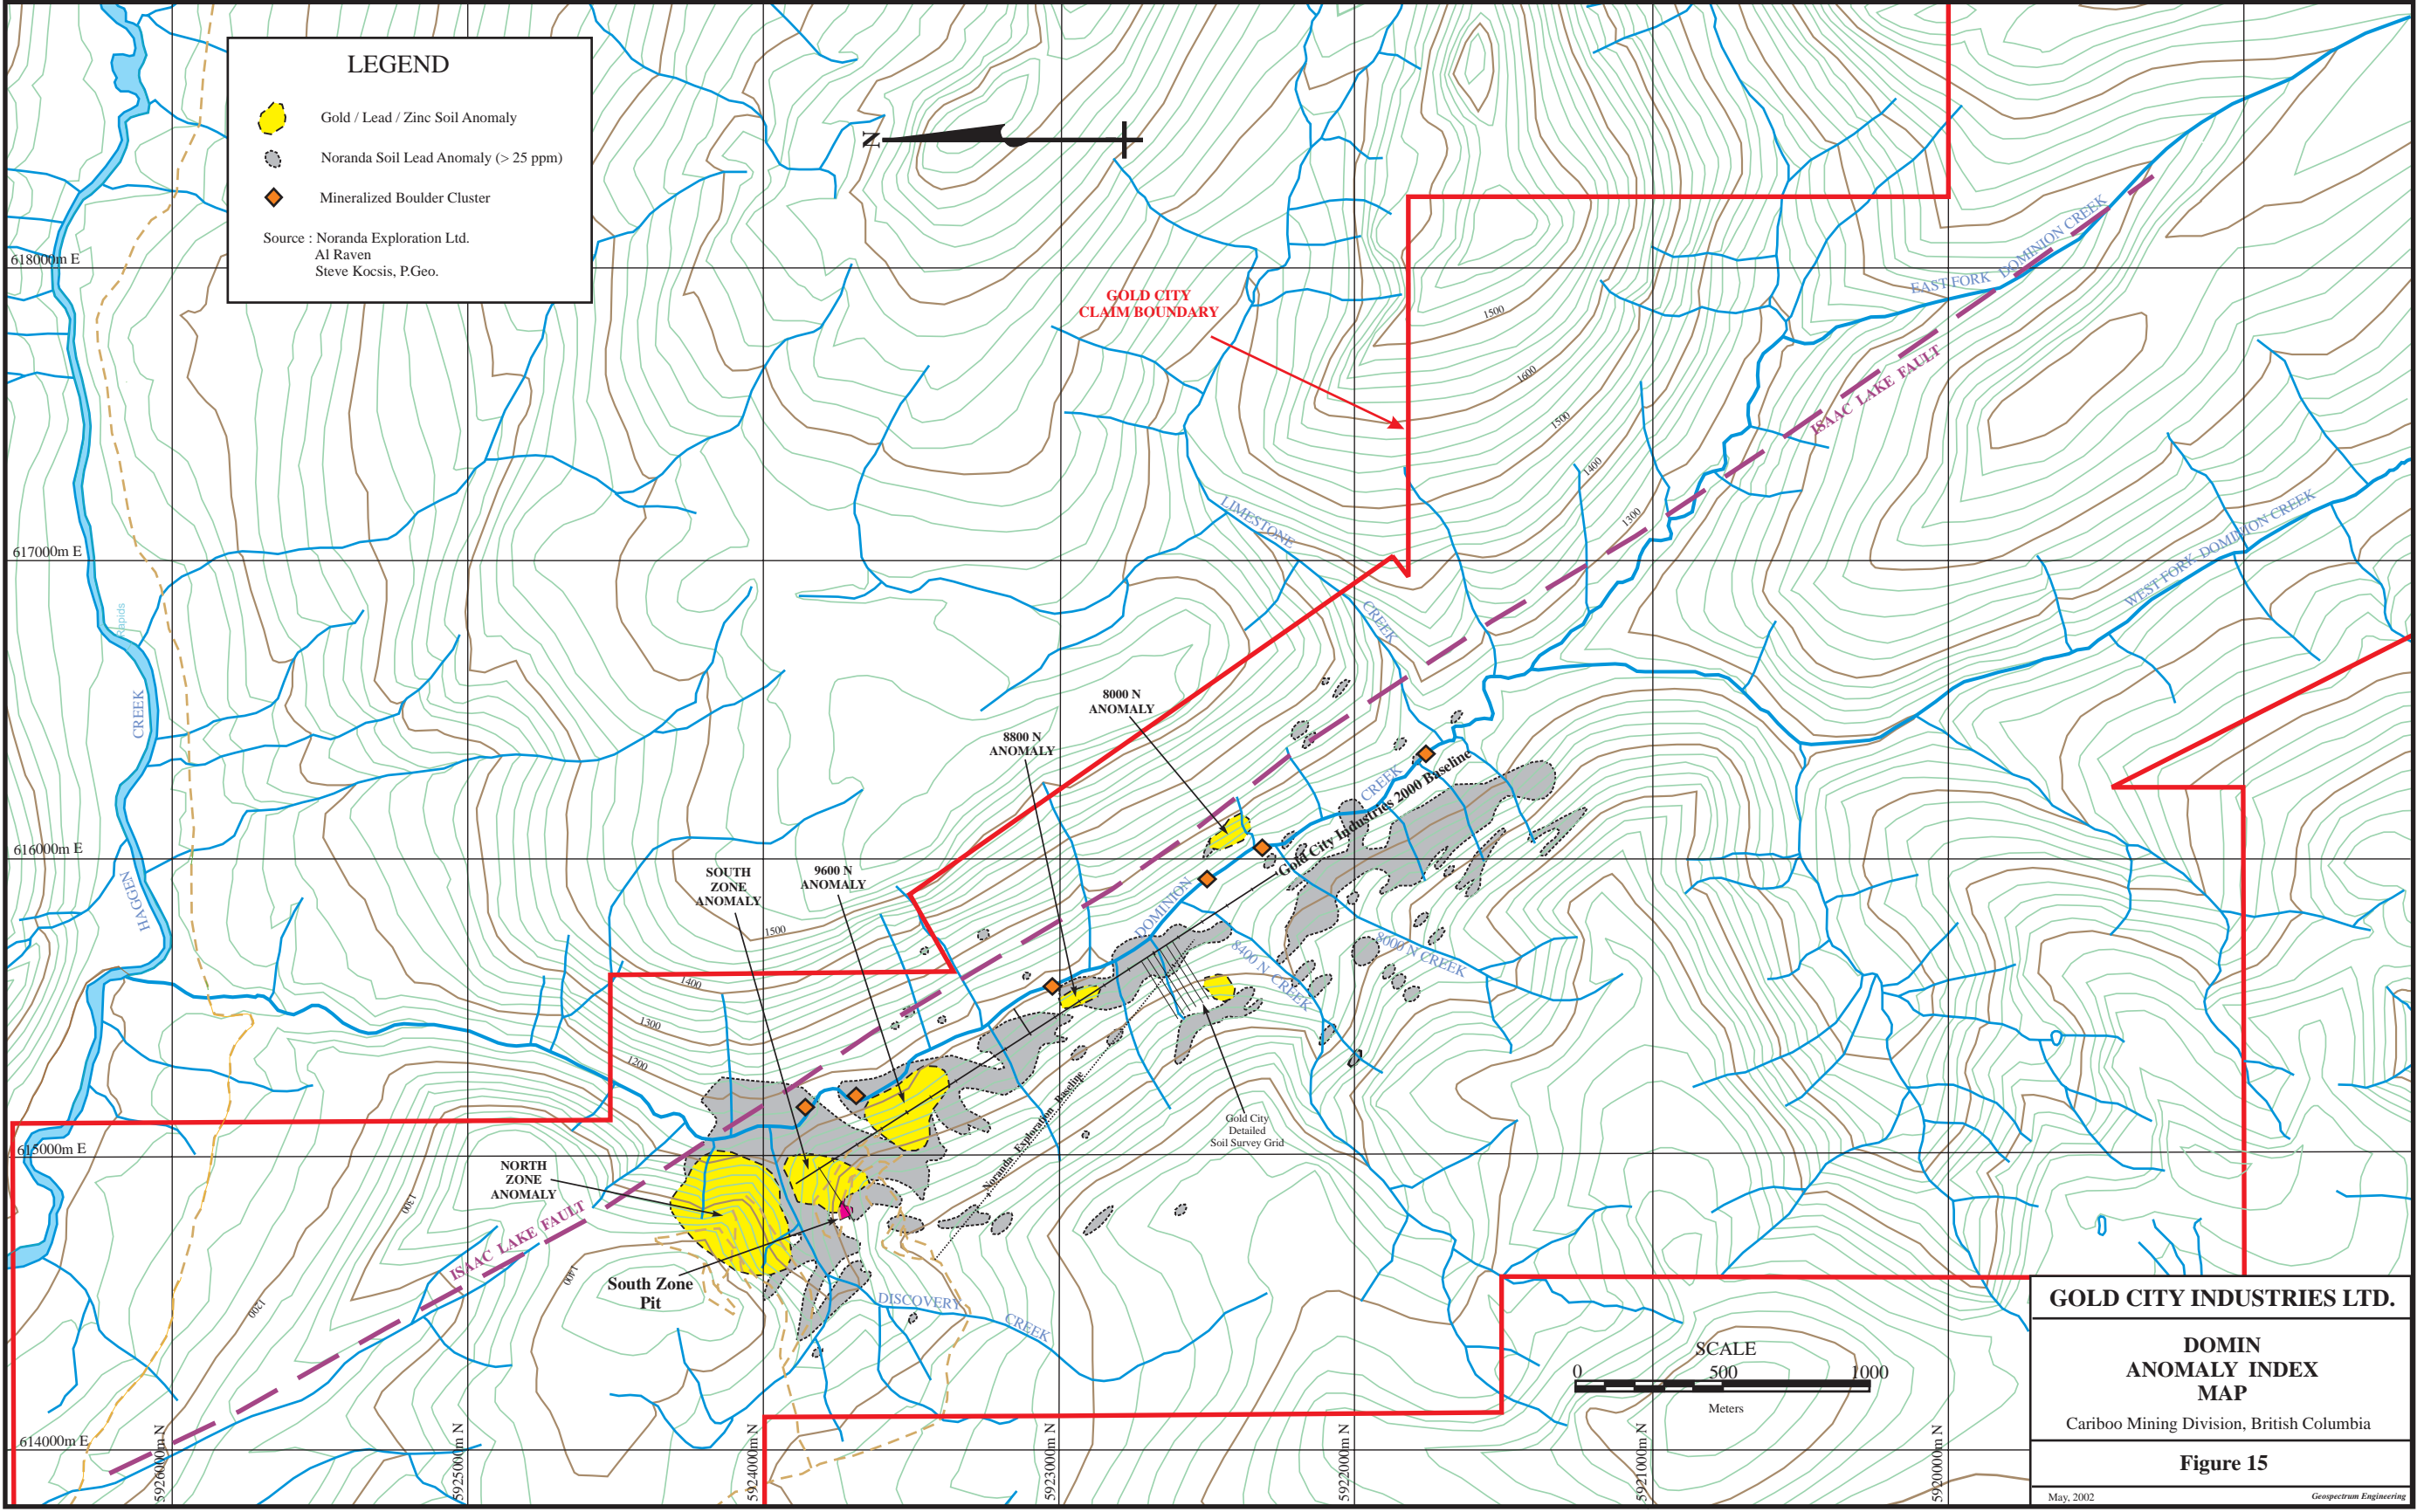 LEGEND
Gold / Lead / Zinc Soil Anomaly
Noranda Soil Lead Anomaly (> 25 ppm)
Mineralized Boulder Cluster
Source : Noranda Exploration Ltd.
Al Raven
Steve Kocsis, P.Geo.
N
GOLD CITY
CLAIM BOUNDARY
618000m E
617000m E
616000m E
615000m E
614000m E
Rapids
HAGGEN
CREEK
EAST FORK DOMINION CREEK
ISAAC LAKE FAULT
WEST FORK DOMINION CREEK
LIMESTONE
CREEK
1500
1600
1500
1400
1300
8000 N
ANOMALY
8800 N
ANOMALY
9600 N
ANOMALY
SOUTH
ZONE
ANOMALY
1500
1400
1300
1200
DOMINION
CREEK
Gold City Industries 2000 Baseline
8400 N CREEK
8000 N CREEK
Noranda Exploration Baseline
Gold City
Detailed
Soil Survey Grid
NORTH
ZONE
ANOMALY
ISAAC LAKE FAULT
1300
1400
1200
South Zone
Pit
DISCOVERY
CREEK
5926000m N
5925000m N
5924000m N
5923000m N
5922000m N
5921000m N
5920000m N
SCALE
0 500 1000
Meters
GOLD CITY INDUSTRIES LTD.
DOMIN
ANOMALY INDEX
MAP
Cariboo Mining Division, British Columbia
Figure 15
May, 2002
Geospectrum Engineering